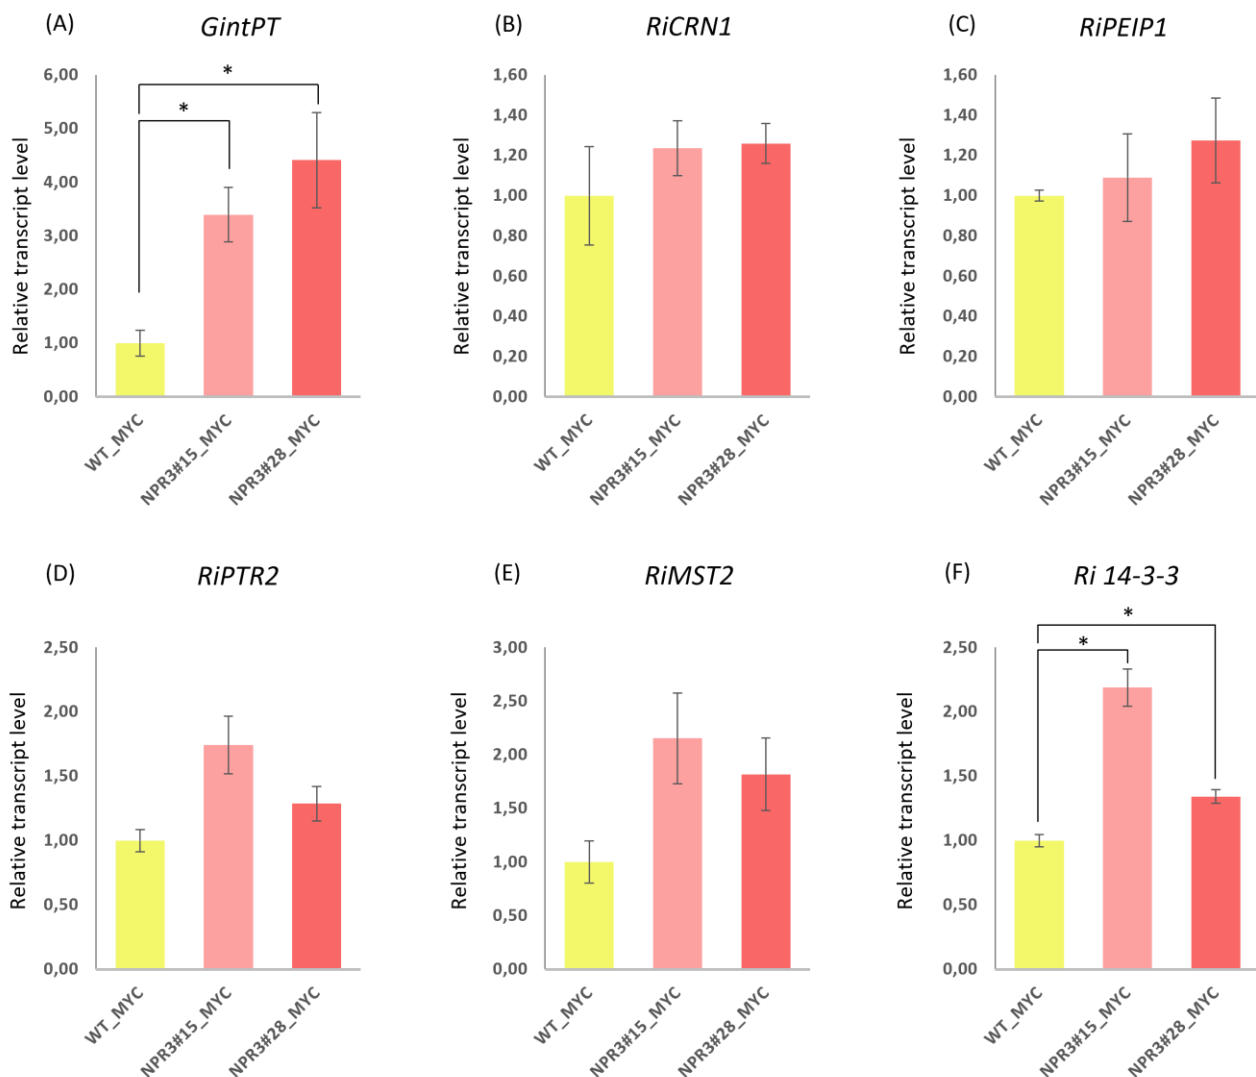 (A) GintPT
Relative transcript level
6,00
5,00
4,00
3,00
2,00
1,00
0,00
*
*
WT_MYC
NPR3#15_MYC
NPR3#28_MYC
(B) RiCRN1
Relative transcript level
1,60
1,40
1,20
1,00
0,80
0,60
0,40
0,20
0,00
WT_MYC
NPR3#15_MYC
NPR3#28_MYC
(C) RiPEIP1
Relative transcript level
1,60
1,40
1,20
1,00
0,80
0,60
0,40
0,20
0,00
WT_MYC
NPR3#15_MYC
NPR3#28_MYC
(D) RiPTR2
Relative transcript level
2,50
2,00
1,50
1,00
0,50
0,00
WT_MYC
NPR3#15_MYC
NPR3#28_MYC
(E) RiMST2
Relative transcript level
3,00
2,50
2,00
1,50
1,00
0,50
0,00
WT_MYC
NPR3#15_MYC
NPR3#28_MYC
(F) Ri 14-3-3
Relative transcript level
2,50
2,00
1,50
1,00
0,50
0,00
*
*
WT_MYC
NPR3#15_MYC
NPR3#28_MYC